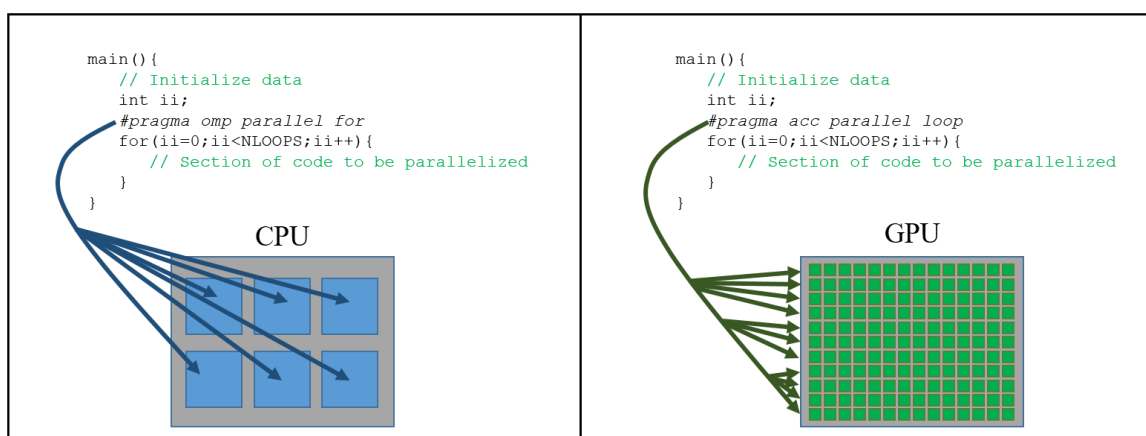 main(){
// Initialize data
int ii;
#pragma omp parallel for
for(ii=0;ii<NLOOPS;ii++){
// Section of code to be parallelized
}
}
CPU
main(){
// Initialize data
int ii;
#pragma acc parallel loop
for(ii=0;ii<NLOOPS;ii++){
// Section of code to be parallelized
}
}
GPU